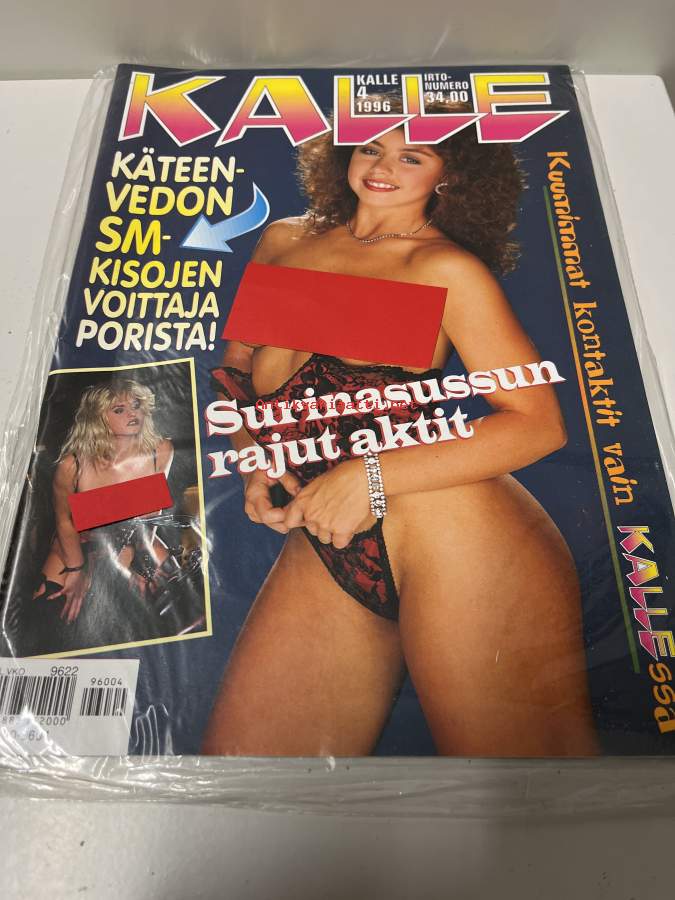 KALLE
KALLE
4
1996
IRTO-
NUMERO
34,00
KÄTEEN-
VEDON
SM-
KISOJEN
VOITTAJA
PORISTA!
Kuumimmat kontaktit vain KALLEssa
Surinasussun
rajut aktit
VKO 9622
96004